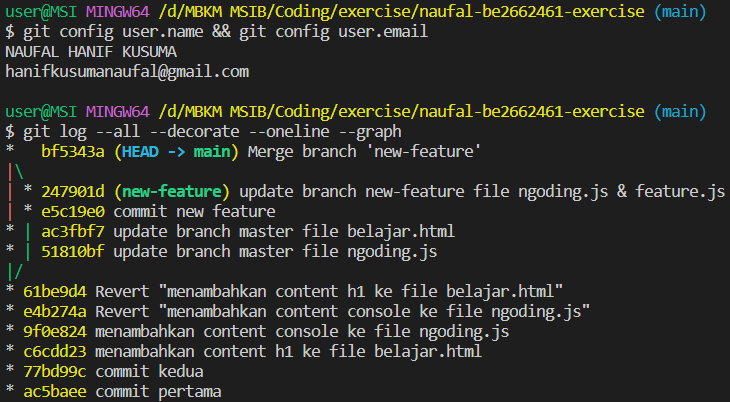 user@MSI MINGW64 /d/MBKM MSIB/Coding/exercise/naufal-be2662461-exercise (main)
$ git config user.name && git config user.email
NAUFAL HANIF KUSUMA
hanifkusumanaufal@gmail.com
user@MSI MINGW64 /d/MBKM MSIB/Coding/exercise/naufal-be2662461-exercise (main)
$ git log --all --decorate --oneline --graph
*   bf5343a (HEAD -> main) Merge branch 'new-feature'
|\
| * 247901d (new-feature) update branch new-feature file ngoding.js & feature.js
| * e5c19e0 commit new feature
* | ac3fbf7 update branch master file belajar.html
* | 51810bf update branch master file ngoding.js
|/
* 61be9d4 Revert "menambahkan content h1 ke file belajar.html"
* e4b274a Revert "menambahkan content console ke file ngoding.js"
* 9f0e824 menambahkan content console ke file ngoding.js
* c6cdd23 menambahkan content h1 ke file belajar.html
* 77bd99c commit kedua
* ac5baee commit pertama